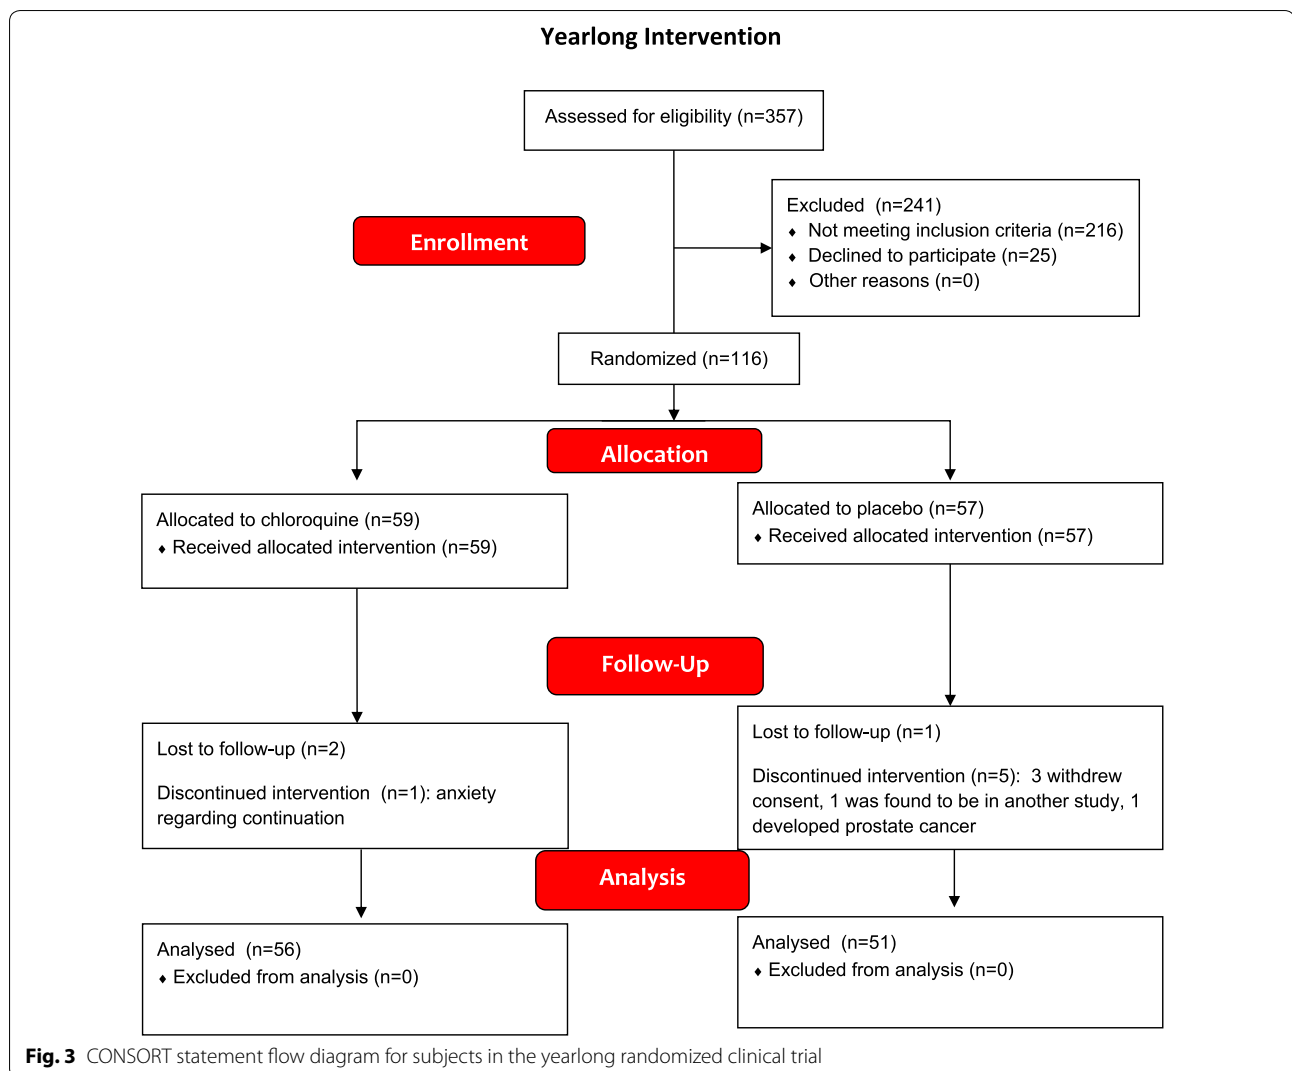 Yearlong Intervention
Assessed for eligibility (n=357)
Enrollment
Excluded (n=241)
⬧ Not meeting inclusion criteria (n=216)
⬧ Declined to participate (n=25)
⬧ Other reasons (n=0)
Randomized (n=116)
Allocation
Allocated to chloroquine (n=59)
⬧ Received allocated intervention (n=59)
Allocated to placebo (n=57)
⬧ Received allocated intervention (n=57)
Follow-Up
Lost to follow-up (n=2)
Discontinued intervention (n=1): anxiety
regarding continuation
Lost to follow-up (n=1)
Discontinued intervention (n=5): 3 withdrew
consent, 1 was found to be in another study, 1
developed prostate cancer
Analysis
Analysed (n=56)
⬧ Excluded from analysis (n=0)
Analysed (n=51)
⬧ Excluded from analysis (n=0)
Fig. 3 CONSORT statement flow diagram for subjects in the yearlong randomized clinical trial